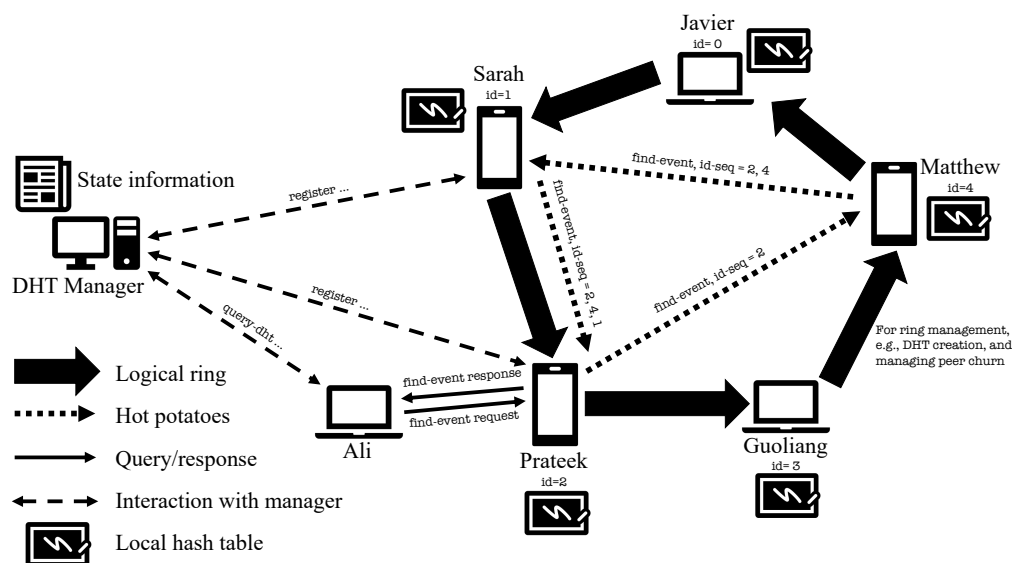 Javier
id= 0
Sarah
id=1
find-event, id-seq = 2, 4
Matthew
id=4
State information
register ...
find-event, id-seq = 2, 4, 1
find-event, id-seq = 2
DHT Manager
register ...
query-dht ...
For ring management,
e.g., DHT creation, and
managing peer churn
Logical ring
find-event response
find-event request
Hot potatoes
Ali
Prateek
id=2
Guoliang
id= 3
Query/response
Interaction with manager
Local hash table